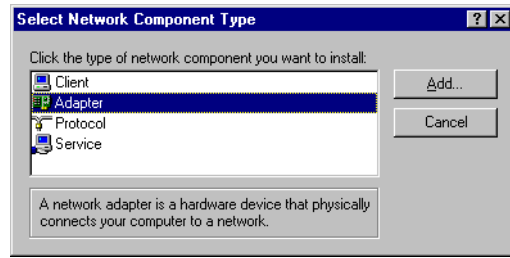 Select Network Component Type
Click the type of network component you want to install:
Client
Adapter
Protocol
Service
Add...
Cancel
A network adapter is a hardware device that physically
connects your computer to a network.